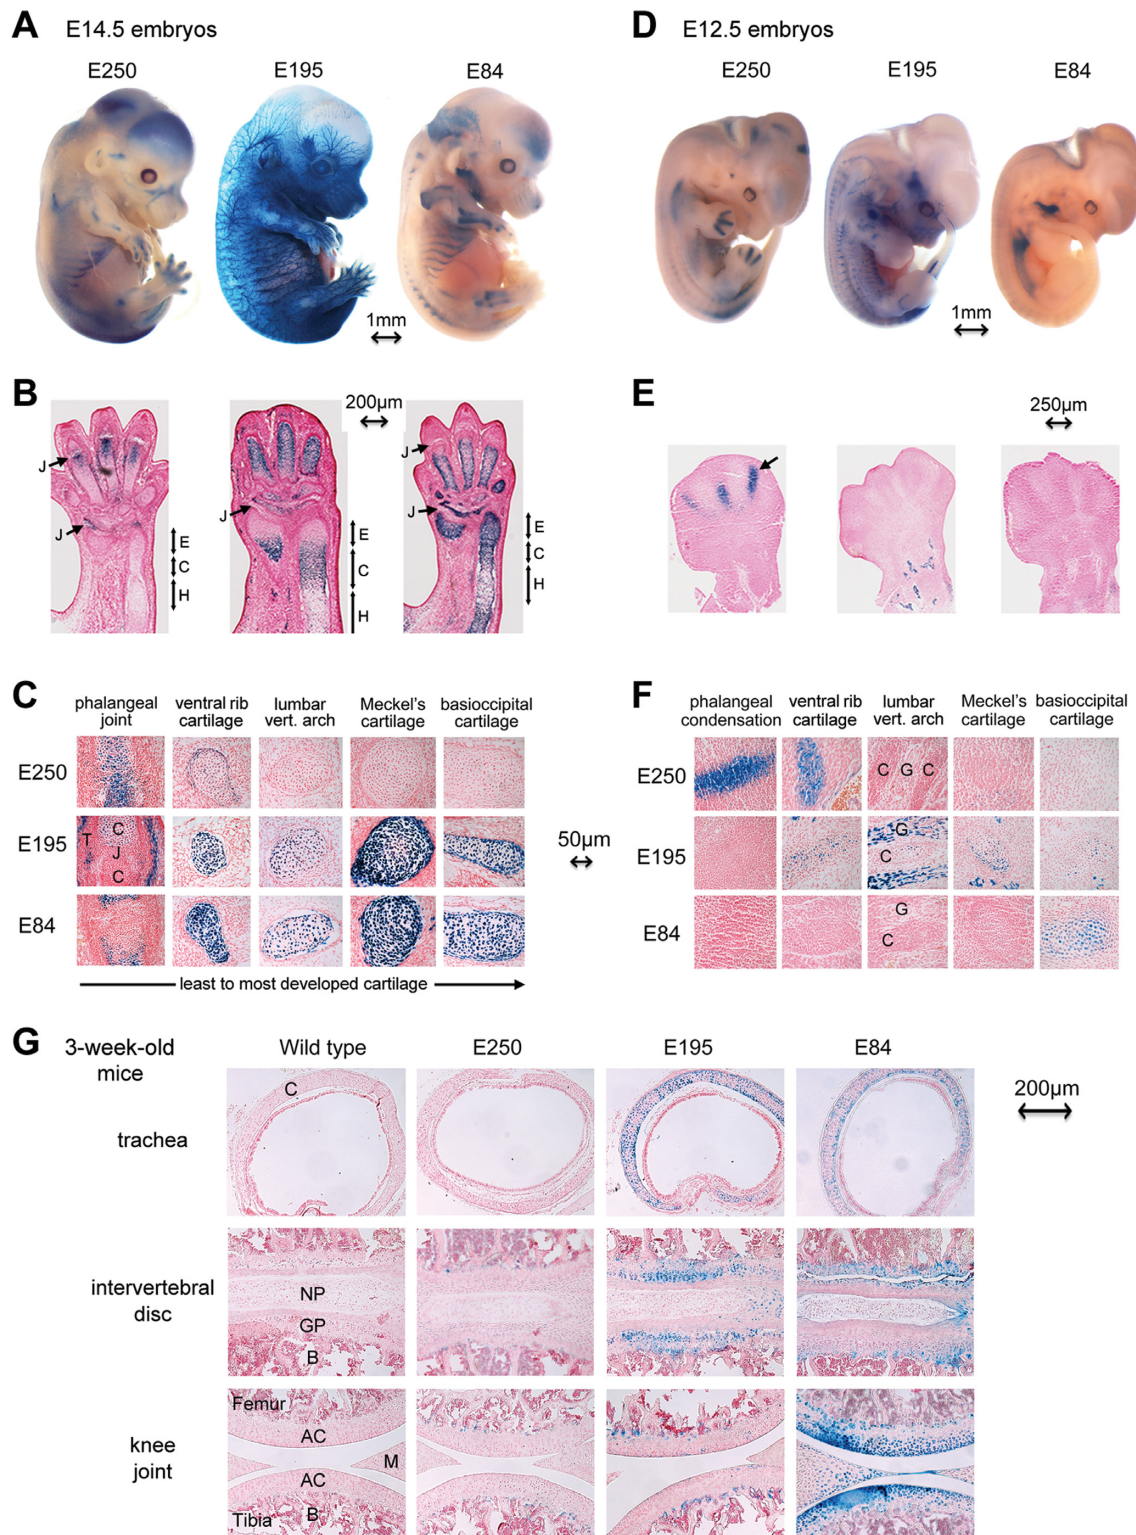 A E14.5 embryos
E250 E195 E84
1mm
D E12.5 embryos
E250 E195 E84
1mm
B
200µm
J
J
E
C
H
J
E
C
H
J
J
E
C
H
E
250µm
C
phalangeal joint
ventral rib cartilage
lumbar vert. arch
Meckel's cartilage
basioccipital cartilage
E250
E195
T C
J
C
E84
least to most developed cartilage
50µm
F
phalangeal condensation
ventral rib cartilage
lumbar vert. arch
Meckel's cartilage
basioccipital cartilage
E250
C G C
E195
G
C
E84
G
C
G 3-week-old mice
Wild type E250 E195 E84
trachea
C
200µm
intervertebral disc
NP
GP
B
knee joint
Femur
AC
M
AC
B
Tibia